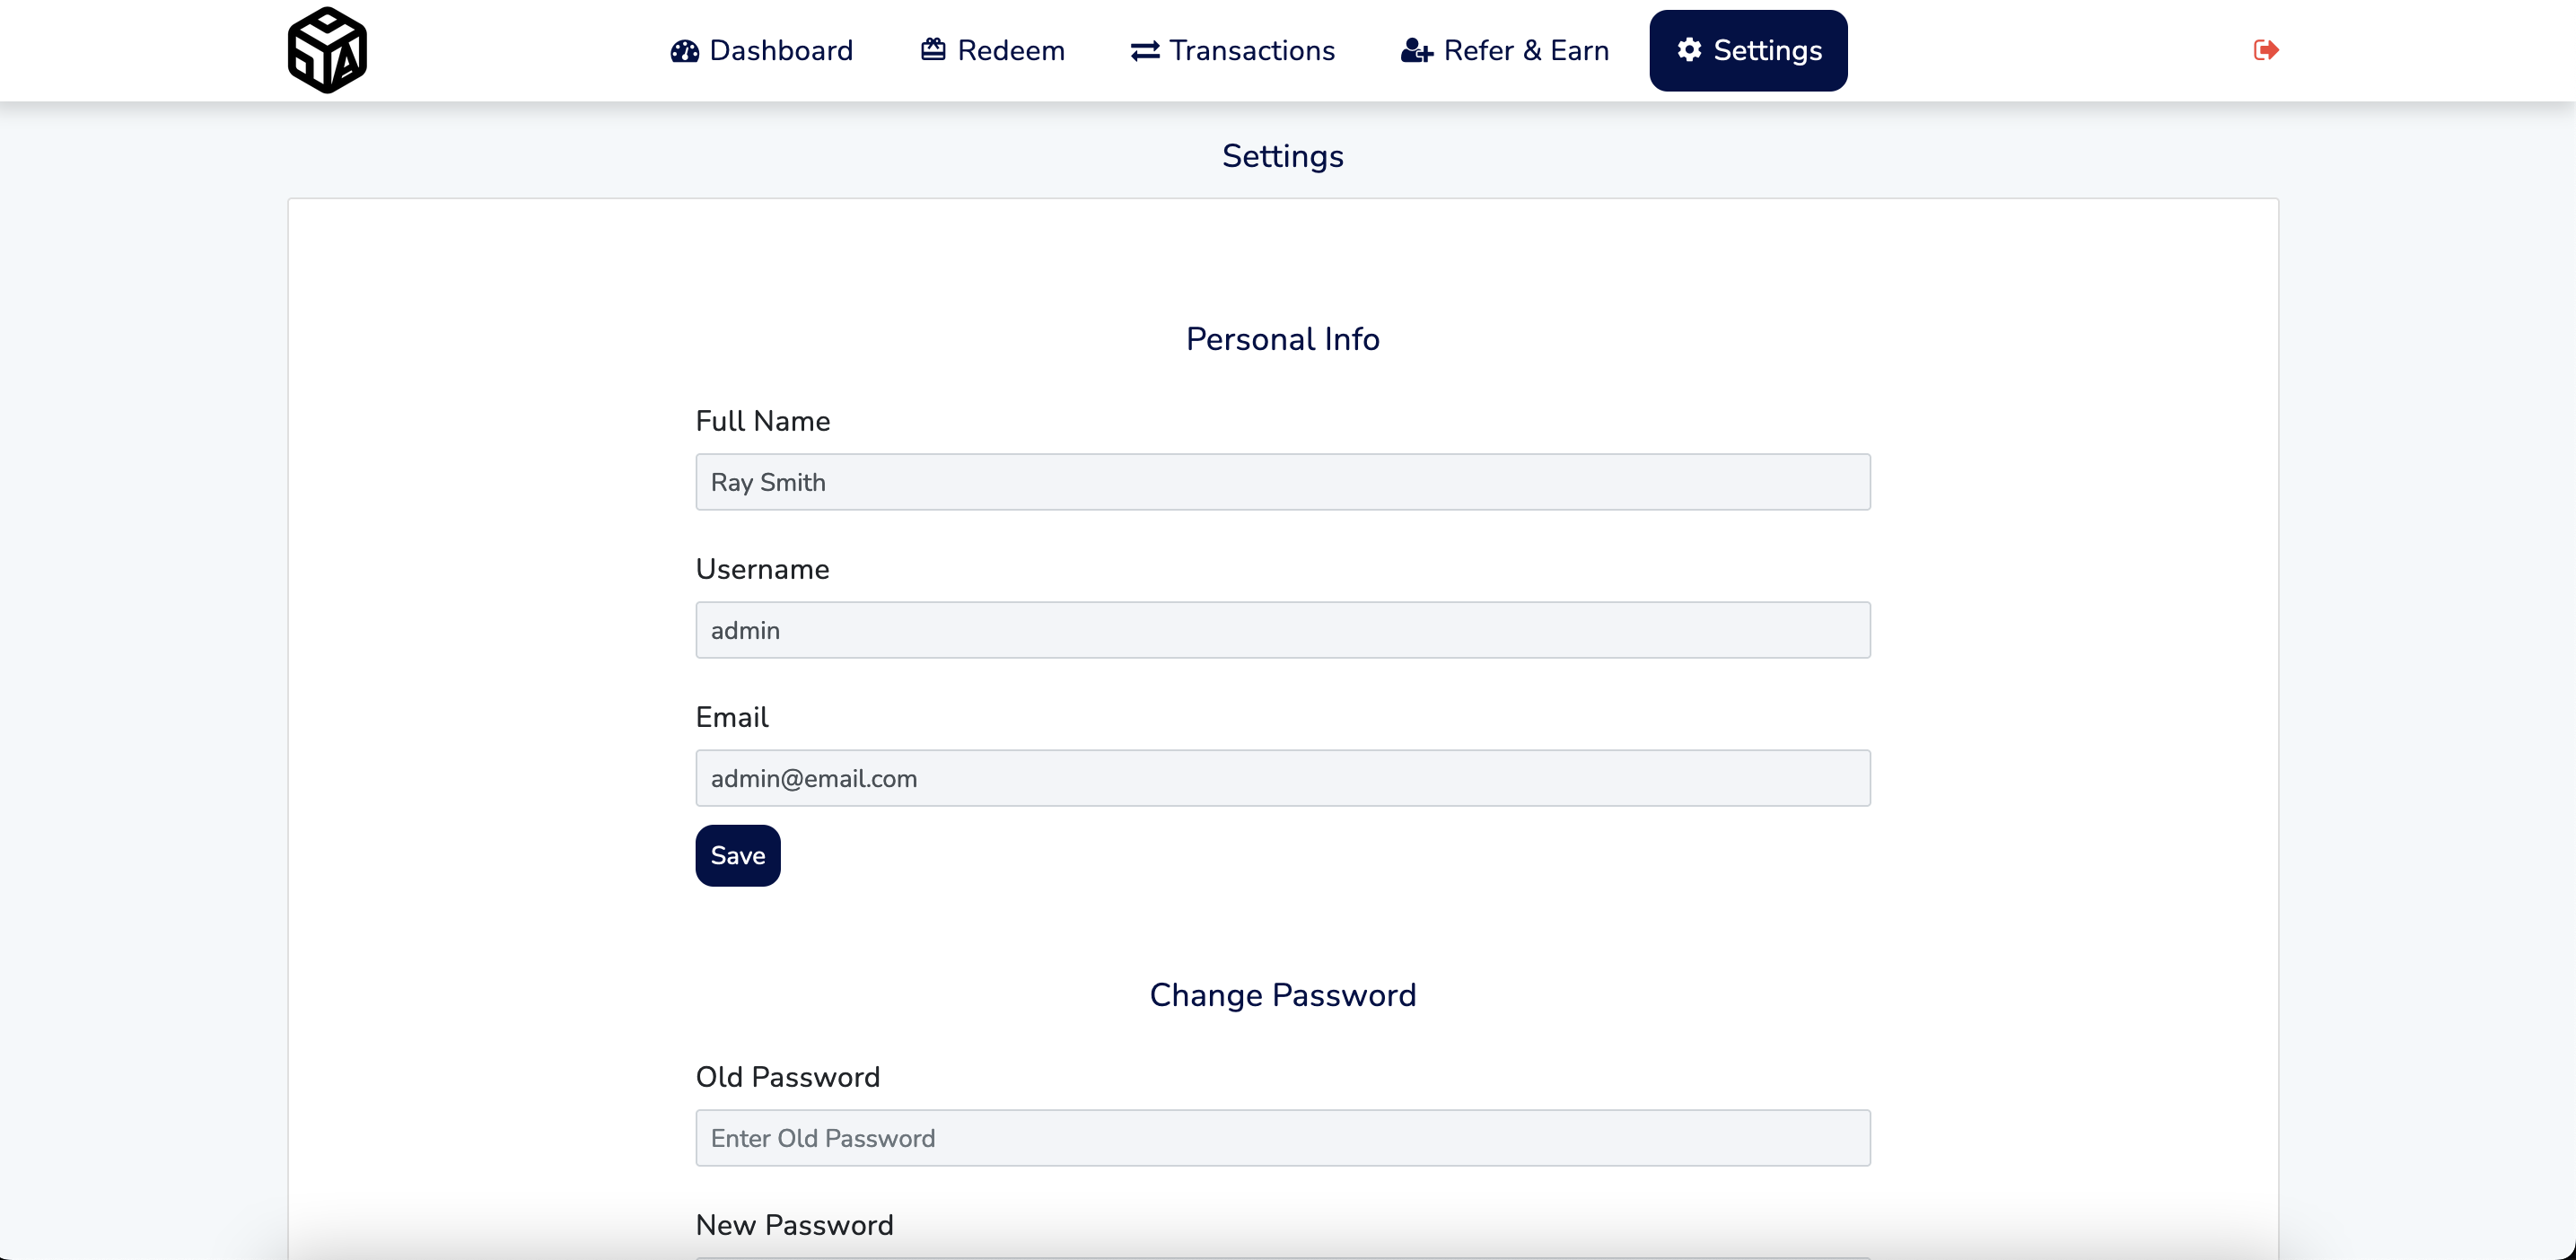 Dashboard
Redeem
Transactions
Refer & Earn
Settings
Settings
Personal Info
Full Name
Ray Smith
Username
admin
Email
admin@email.com
Save
Change Password
Old Password
Enter Old Password
New Password